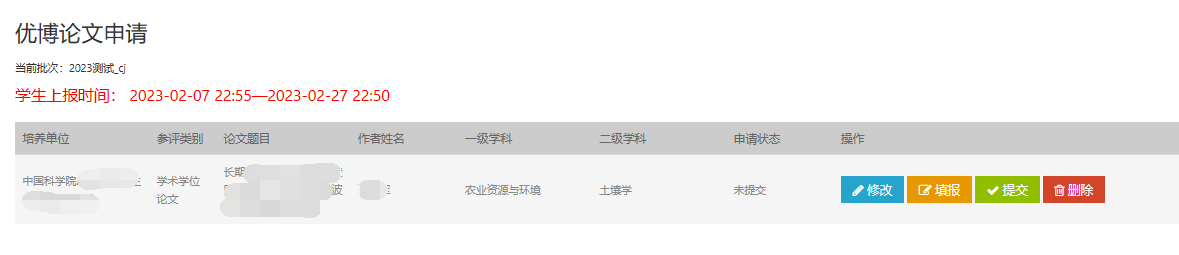 优博论文申请
当前批次：2023测试_cj
学生上报时间： 2023-02-07 22:55—2023-02-27 22:50
培养单位 参评类别 论文题目 作者姓名 一级学科 二级学科 申请状态 操作
中国科学院
学术学位
论文
长期
波
农业资源与环境 土壤学 未提交 修改 填报 提交 删除